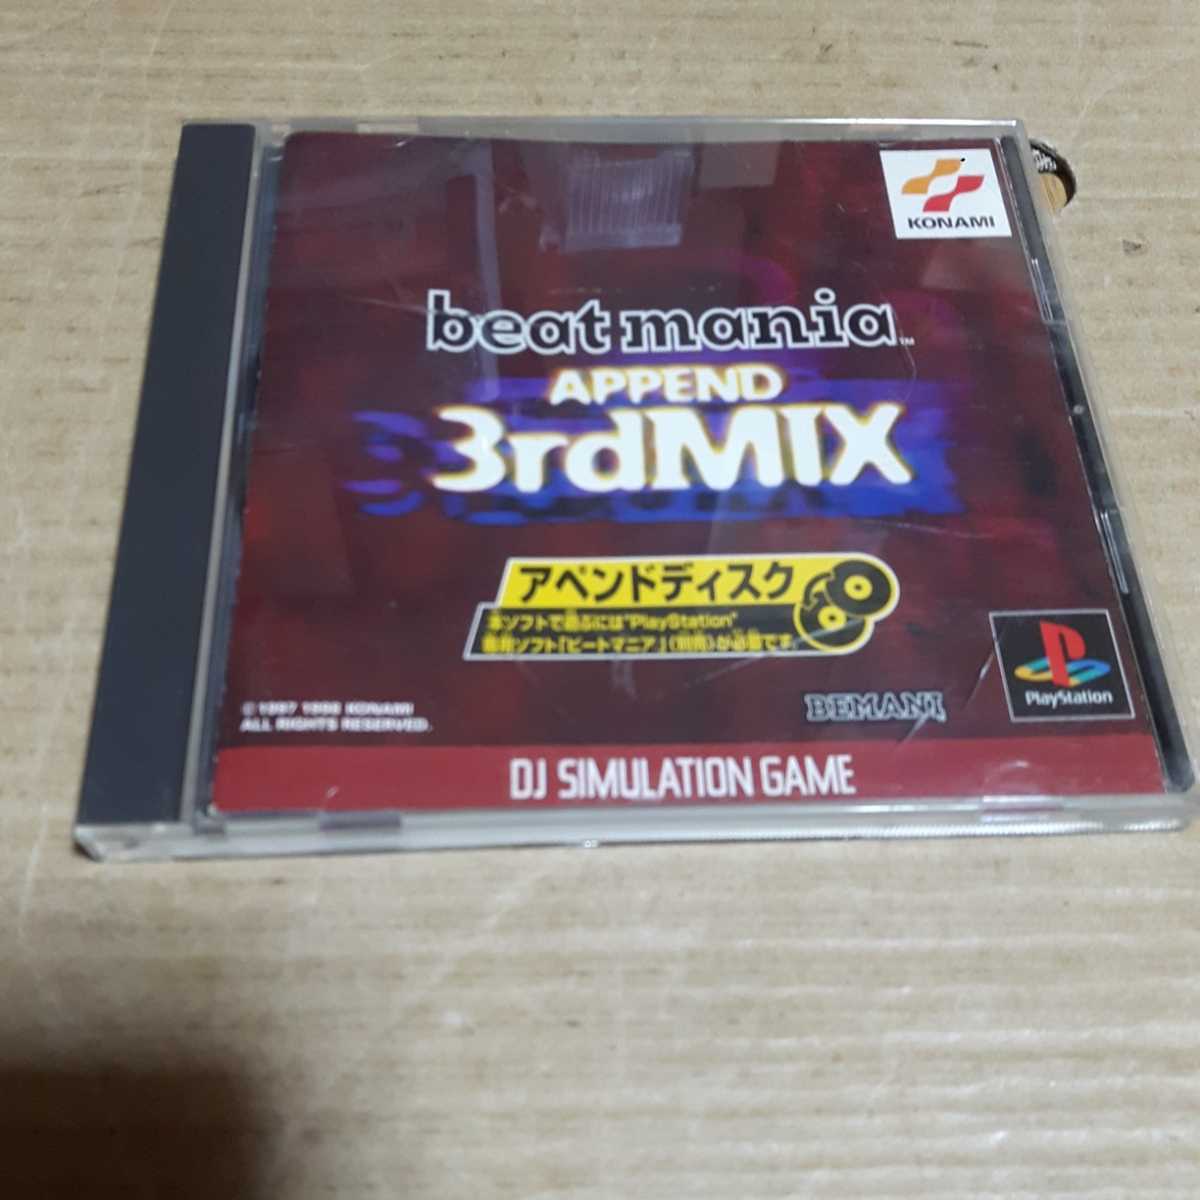 KONAMI
beatmania™
APPEND
3rdMIX
アペンドディスク
本ソフトで遊ぶには"PlayStation"
専用ソフト「ビートマニア」(別売)が必要です。
BEMANI
PlayStation
© 1997 1998 KONAMI
ALL RIGHTS RESERVED.
DJ SIMULATION GAME